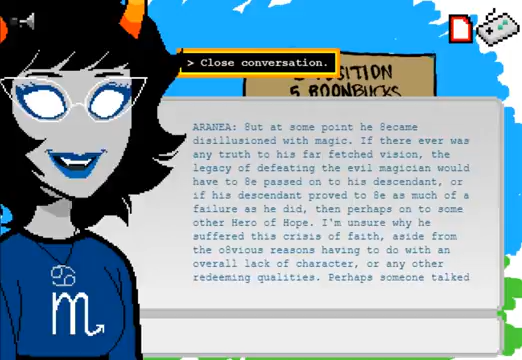 > Close conversation.
POSITION
5 BOONBUCKS
ARANEA: 8ut at some point he 8ecame
disillusioned with magic. If there ever was
any truth to his far fetched vision, the
legacy of defeating the evil magician would
have to 8e passed on to his descendant, or
if his descendant proved to 8e as much of a
failure as he did, then perhaps on to some
other Hero of Hope. I'm unsure why he
suffered this crisis of faith, aside from
the o8vious reasons having to do with an
overall lack of character, or any other
redeeming qualities. Perhaps someone talked